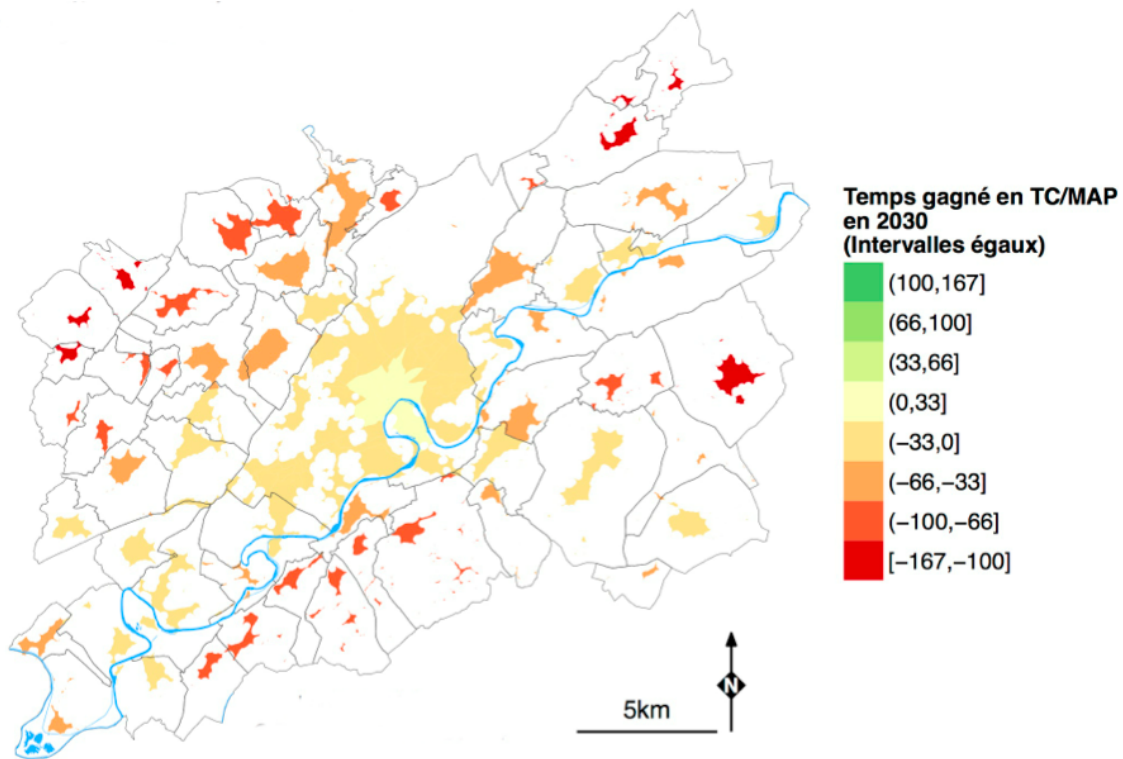 Temps gagné en TC/MAP
en 2030
(Intervalles égaux)
(100,167]
(66,100]
(33,66]
(0,33]
(−33,0]
(−66,−33]
(−100,−66]
[−167,−100]
N
5km